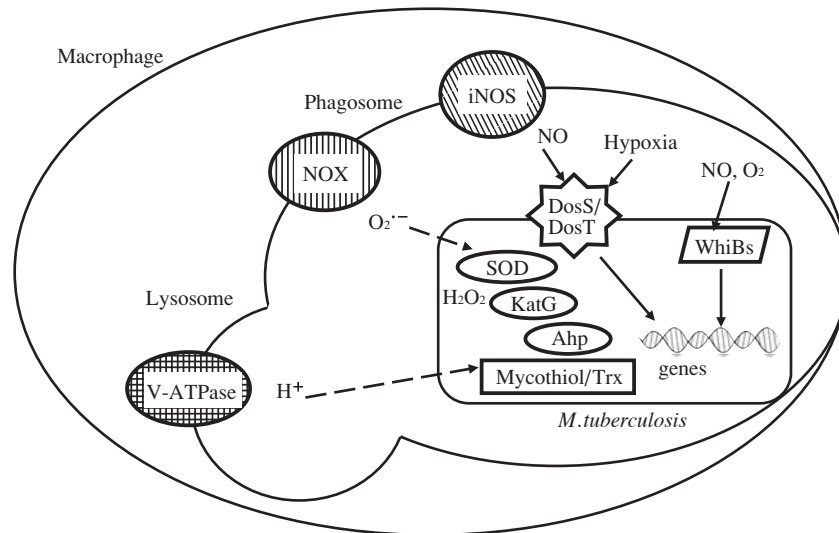 Macrophage
Phagosome
iNOS
NO
Hypoxia
NOX
NO, O₂
DosS/
DosT
O₂·−
WhiBs
SOD
Lysosome
H₂O₂
KatG
Ahp
V-ATPase
H⁺
Mycothiol/Trx
genes
M.tuberculosis